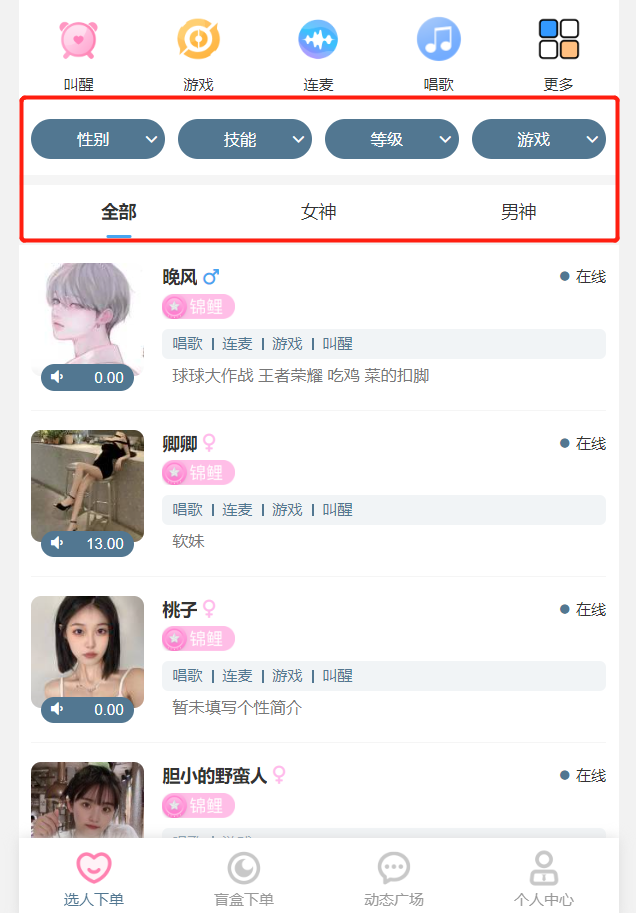 叫醒 游戏 连麦 唱歌 更多
性别 技能 等级 游戏
全部 女神 男神
晚风 在线
锦鲤
唱歌 | 连麦 | 游戏 | 叫醒
0.00 球球大作战 王者荣耀 吃鸡 菜的扣脚
卿卿 在线
锦鲤
唱歌 | 连麦 | 游戏 | 叫醒
13.00 软妹
桃子 在线
锦鲤
唱歌 | 连麦 | 游戏 | 叫醒
0.00 暂未填写个性简介
胆小的野蛮人 在线
锦鲤
选人下单 盲盒下单 动态广场 个人中心